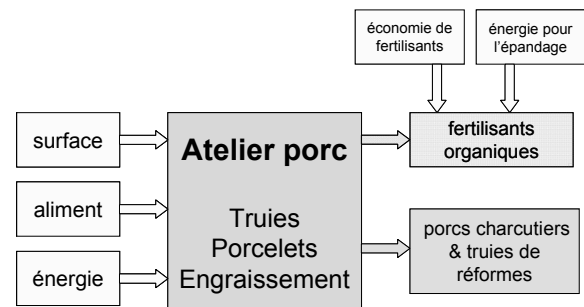 économie de
fertilisants
énergie pour
l'épandage
surface
aliment
énergie
Atelier porc
Truies
Porcelets
Engraissement
fertilisants
organiques
porcs charcutiers
& truies de
réformes